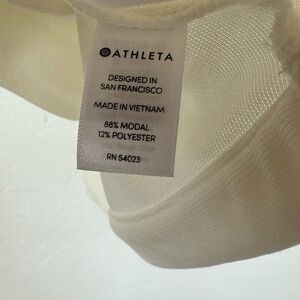 ATHLETA
DESIGNED IN
SAN FRANCISCO
MADE IN VIETNAM
88% MODAL
12% POLYESTER
RN 54023